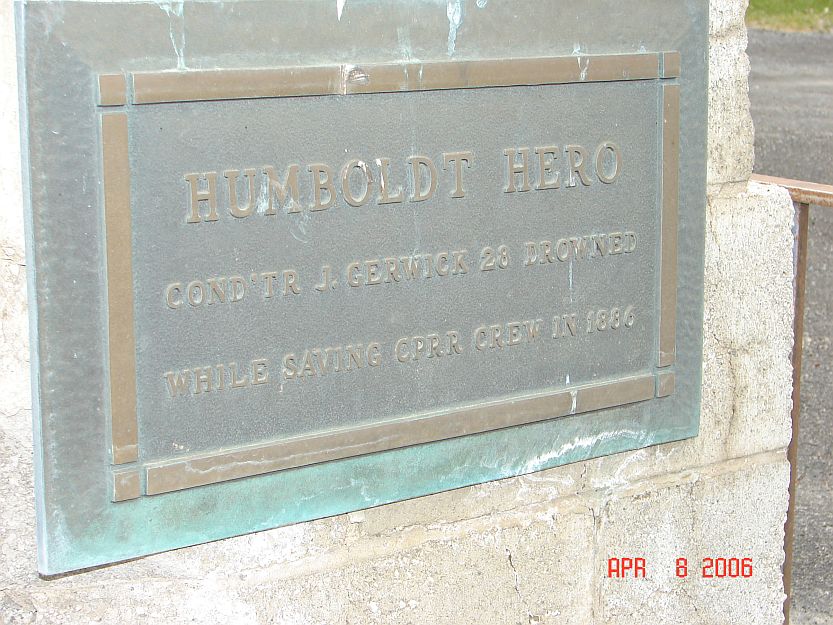 HUMBOLDT HERO
COND'TR J. GERWICK 28 DROWNED
WHILE SAVING CPRR CREW IN 1886
APR 8 2006